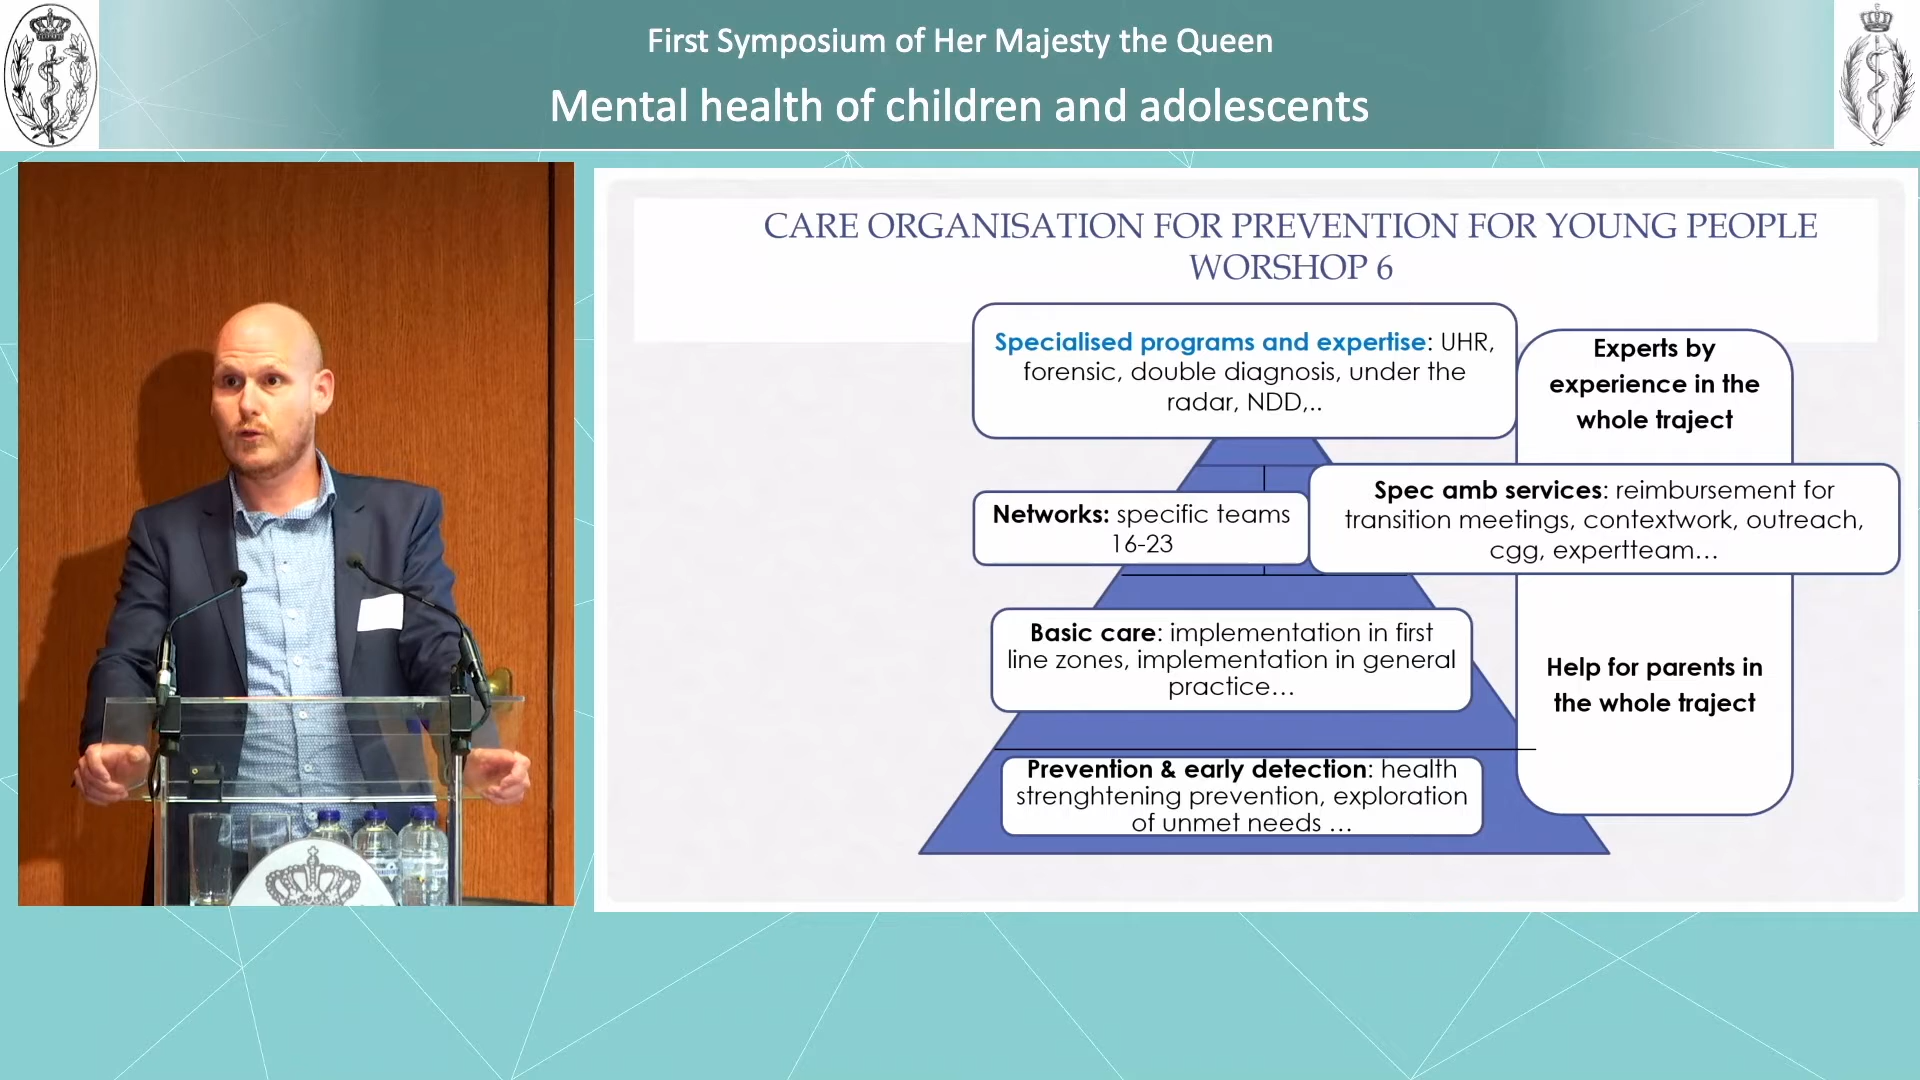 First Symposium of Her Majesty the Queen
Mental health of children and adolescents
CARE ORGANISATION FOR PREVENTION FOR YOUNG PEOPLE
WORSHOP 6
Specialised programs and expertise: UHR,
forensic, double diagnosis, under the
radar, NDD,..
Experts by
experience in the
whole traject
Networks: specific teams
16-23
Spec amb services: reimbursement for
transition meetings, contextwork, outreach,
cgg, expertteam...
Basic care: implementation in first
line zones, implementation in general
practice...
Help for parents in
the whole traject
Prevention & early detection: health
strenghtening prevention, exploration
of unmet needs ...